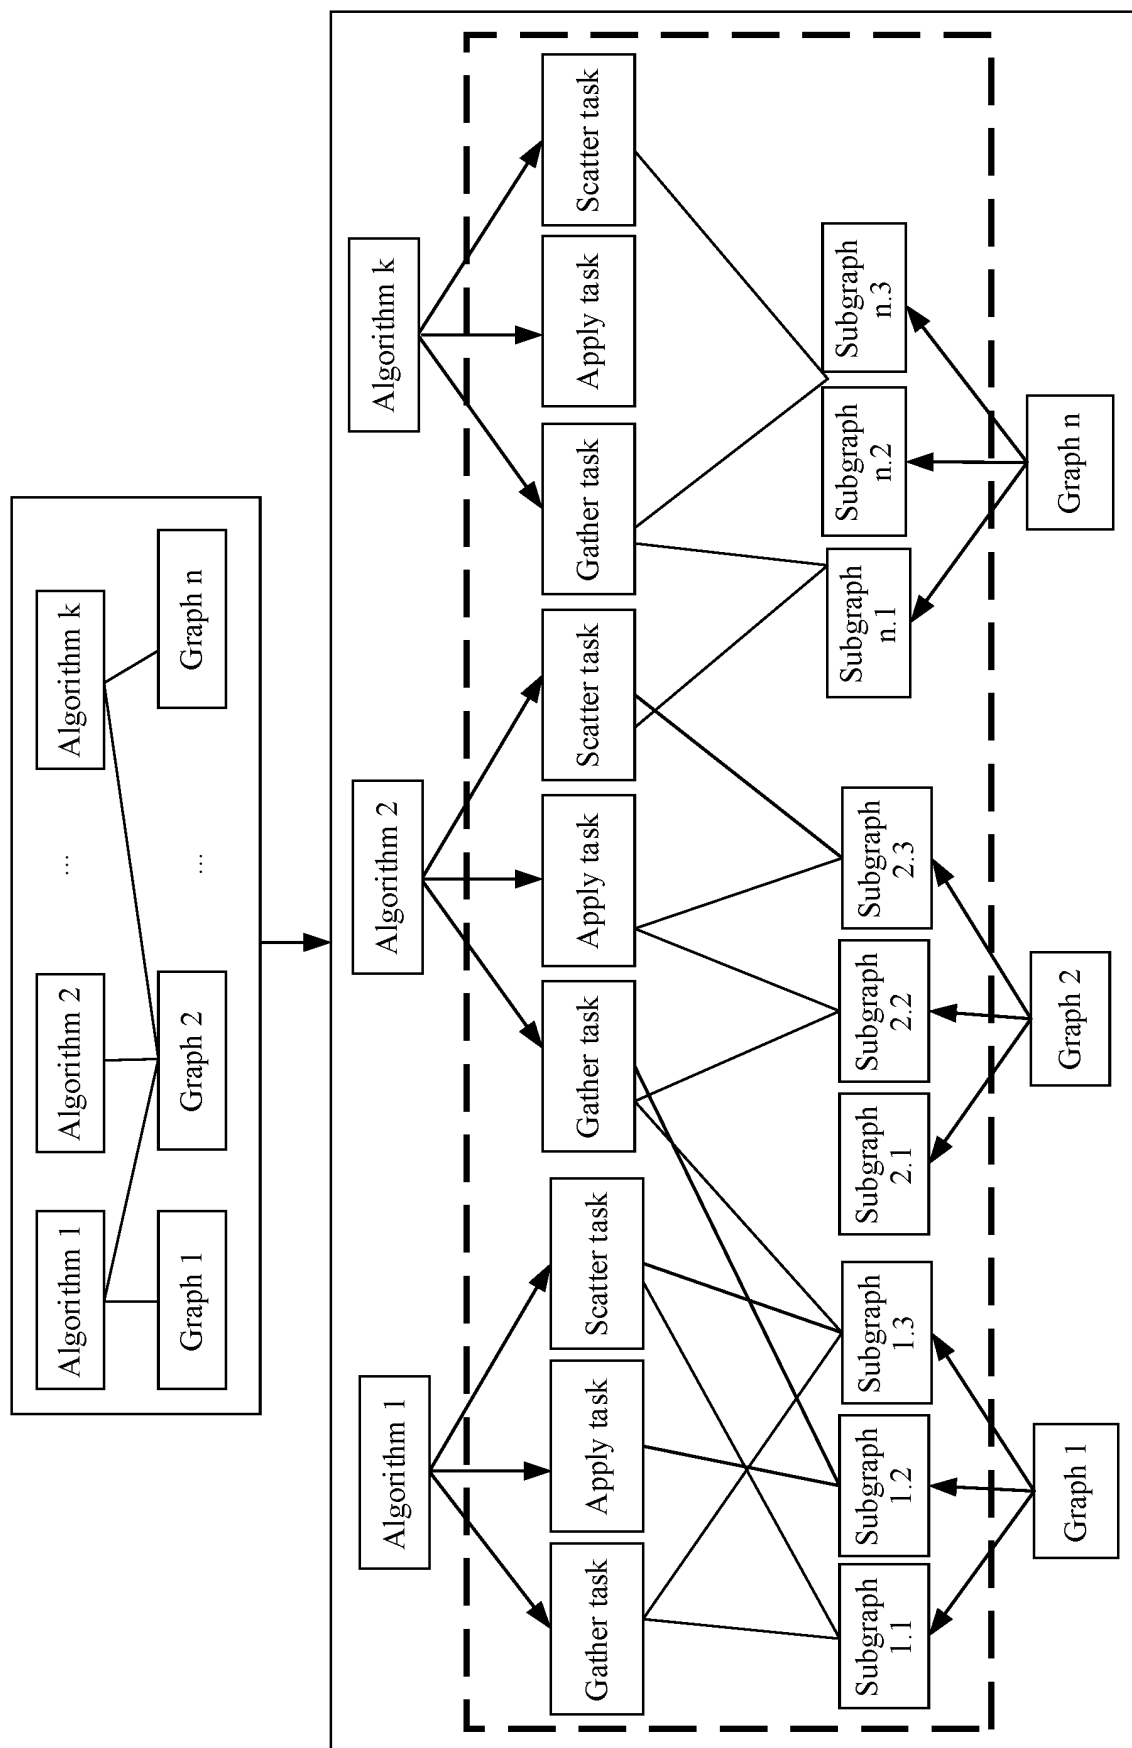 Algorithm 1
Algorithm 2
...
Algorithm k
Graph 1
Graph 2
...
Graph n
Algorithm 1
Algorithm 2
Algorithm k
Gather task
Apply task
Scatter task
Gather task
Apply task
Scatter task
Gather task
Apply task
Scatter task
Subgraph
1.1
Subgraph
1.2
Subgraph
1.3
Subgraph
2.1
Subgraph
2.2
Subgraph
2.3
Subgraph
n.1
Subgraph
n.2
Subgraph
n.3
Graph 1
Graph 2
Graph n